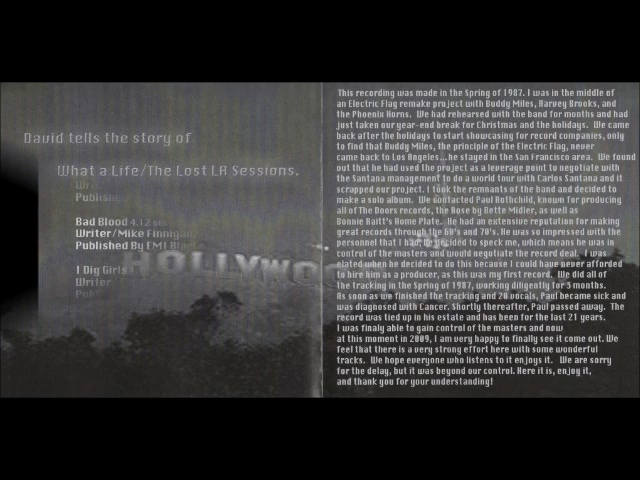 David tells the story of
What a Life/The Lost LA Sessions.
Bad Blood 4.12 sec
Writer/Mike Finnigan
Published By EMI
I Dig Girls
Writer
HOLLYWOO
This recording was made in the Spring of 1987. I was in the middle of
an Electric Flag remake project with Buddy Miles, Harvey Brooks, and
the Phoenix Horns. We had rehearsed with the band for months and had
just taken our year-end break for Christmas and the holidays. We came
back after the holidays to start showcasing for record companies, only
to find that Buddy Miles, the principle of the Electric Flag, never
came back to Los Angeles...he stayed in the San Francisco area. We found
out that he had used the project as a leverage point to negotiate with
the Santana management to do a world tour with Carlos Santana and it
scrapped our project. I took the remnants of the band and decided to
make a solo album. We contacted Paul Rothchild, known for producing
all of The Doors records, the Rose by Bette Midler, as well as
Bonnie Raitt's Home Plate. He had an extensive reputation for making
great records through the 60's and 70's. He was so impressed with the
personnel that I had, he decided to speck me, which means he was in
control of the masters and would negotiate the record deal. I was
elated when he decided to do this because I could have never afforded
to hire him as a producer, as this was my first record. We did all of
the tracking in the Spring of 1987, working diligently for 3 months.
As soon as we finished the tracking and 20 vocals, Paul became sick and
was diagnosed with Cancer. Shortly thereafter, Paul passed away. The
record was tied up in his estate and has been for the last 21 years.
I was finaly able to gain control of the masters and now
at this moment in 2009, I am very happy to finally see it come out. We
feel that there is a very strong effort here with some wonderful
tracks. We hope everyone who listens to it enjoys it. We are sorry
for the delay, but it was beyond our control. Here it is, enjoy it,
and thank you for your understanding!